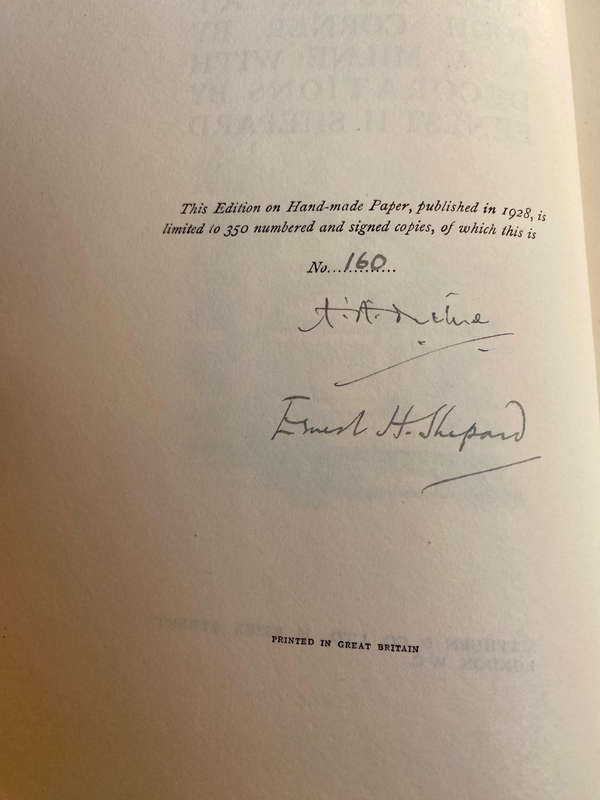 This Edition on Hand-made Paper, published in 1928, is
limited to 350 numbered and signed copies, of which this is
No...160...
A. A. Milne
Ernest H. Shepard
PRINTED IN GREAT BRITAIN